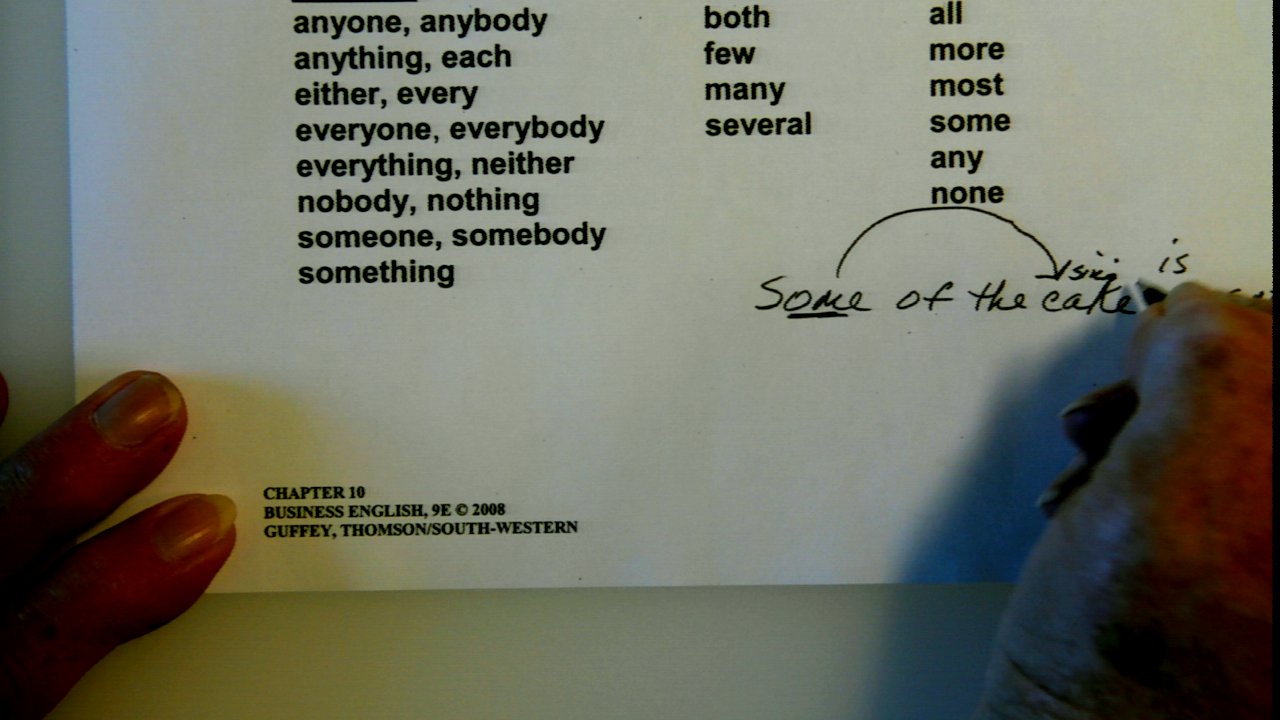 anyone, anybody
anything, each
either, every
everyone, everybody
everything, neither
nobody, nothing
someone, somebody
something
both
few
many
several
all
more
most
some
any
none
sing is
Some of the cake
CHAPTER 10
BUSINESS ENGLISH, 9E © 2008
GUFFEY, THOMSON/SOUTH-WESTERN